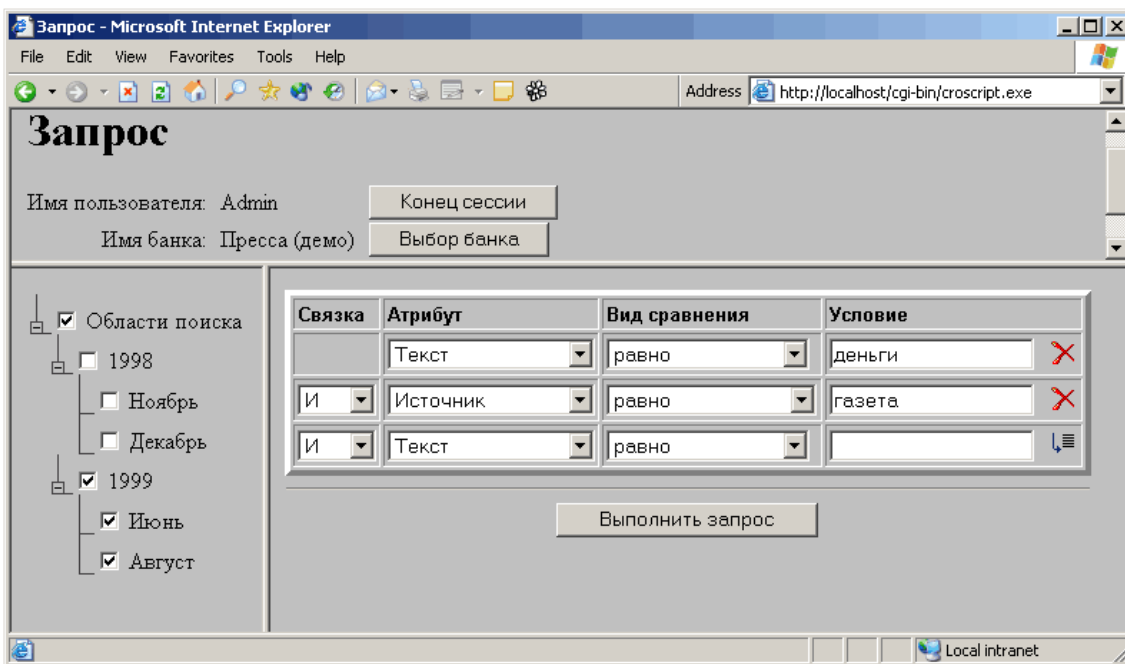 Запрос - Microsoft Internet Explorer
File Edit View Favorites Tools Help
Address http://localhost/cgi-bin/croscript.exe
Запрос
Имя пользователя: Admin Конец сессии
Имя банка: Пресса (демо) Выбор банка
Области поиска
1998
Ноябрь
Декабрь
1999
Июнь
Август
Связка Атрибут Вид сравнения Условие
Текст равно деньги
И Источник равно газета
И Текст равно
Выполнить запрос
Local intranet